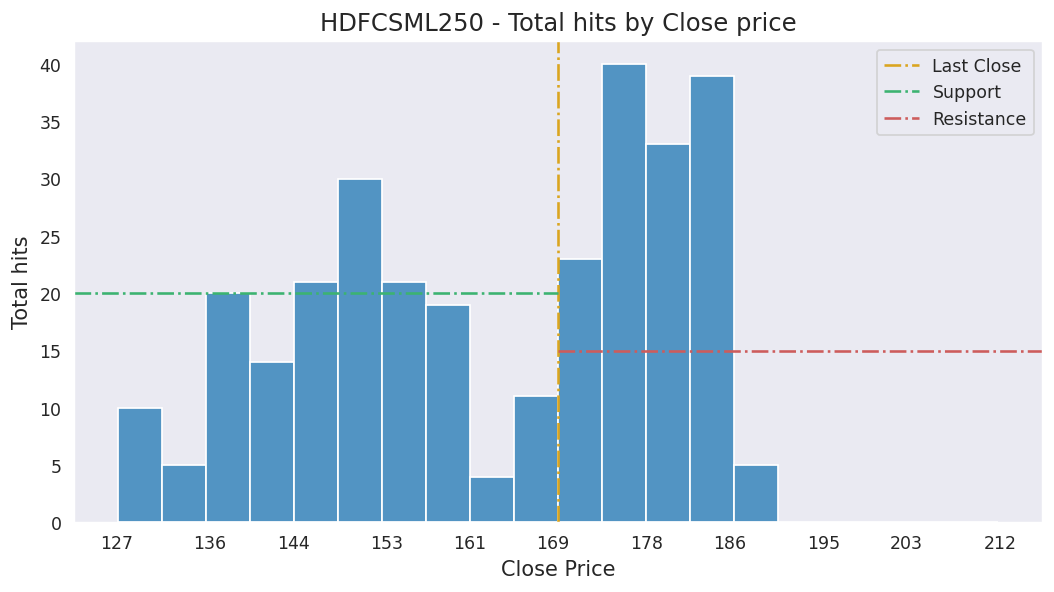 HDFCSML250 - Total hits by Close price
Last Close
Support
Resistance
Total hits
40
35
30
25
20
15
10
5
0
127 136 144 153 161 169 178 186 195 203 212
Close Price